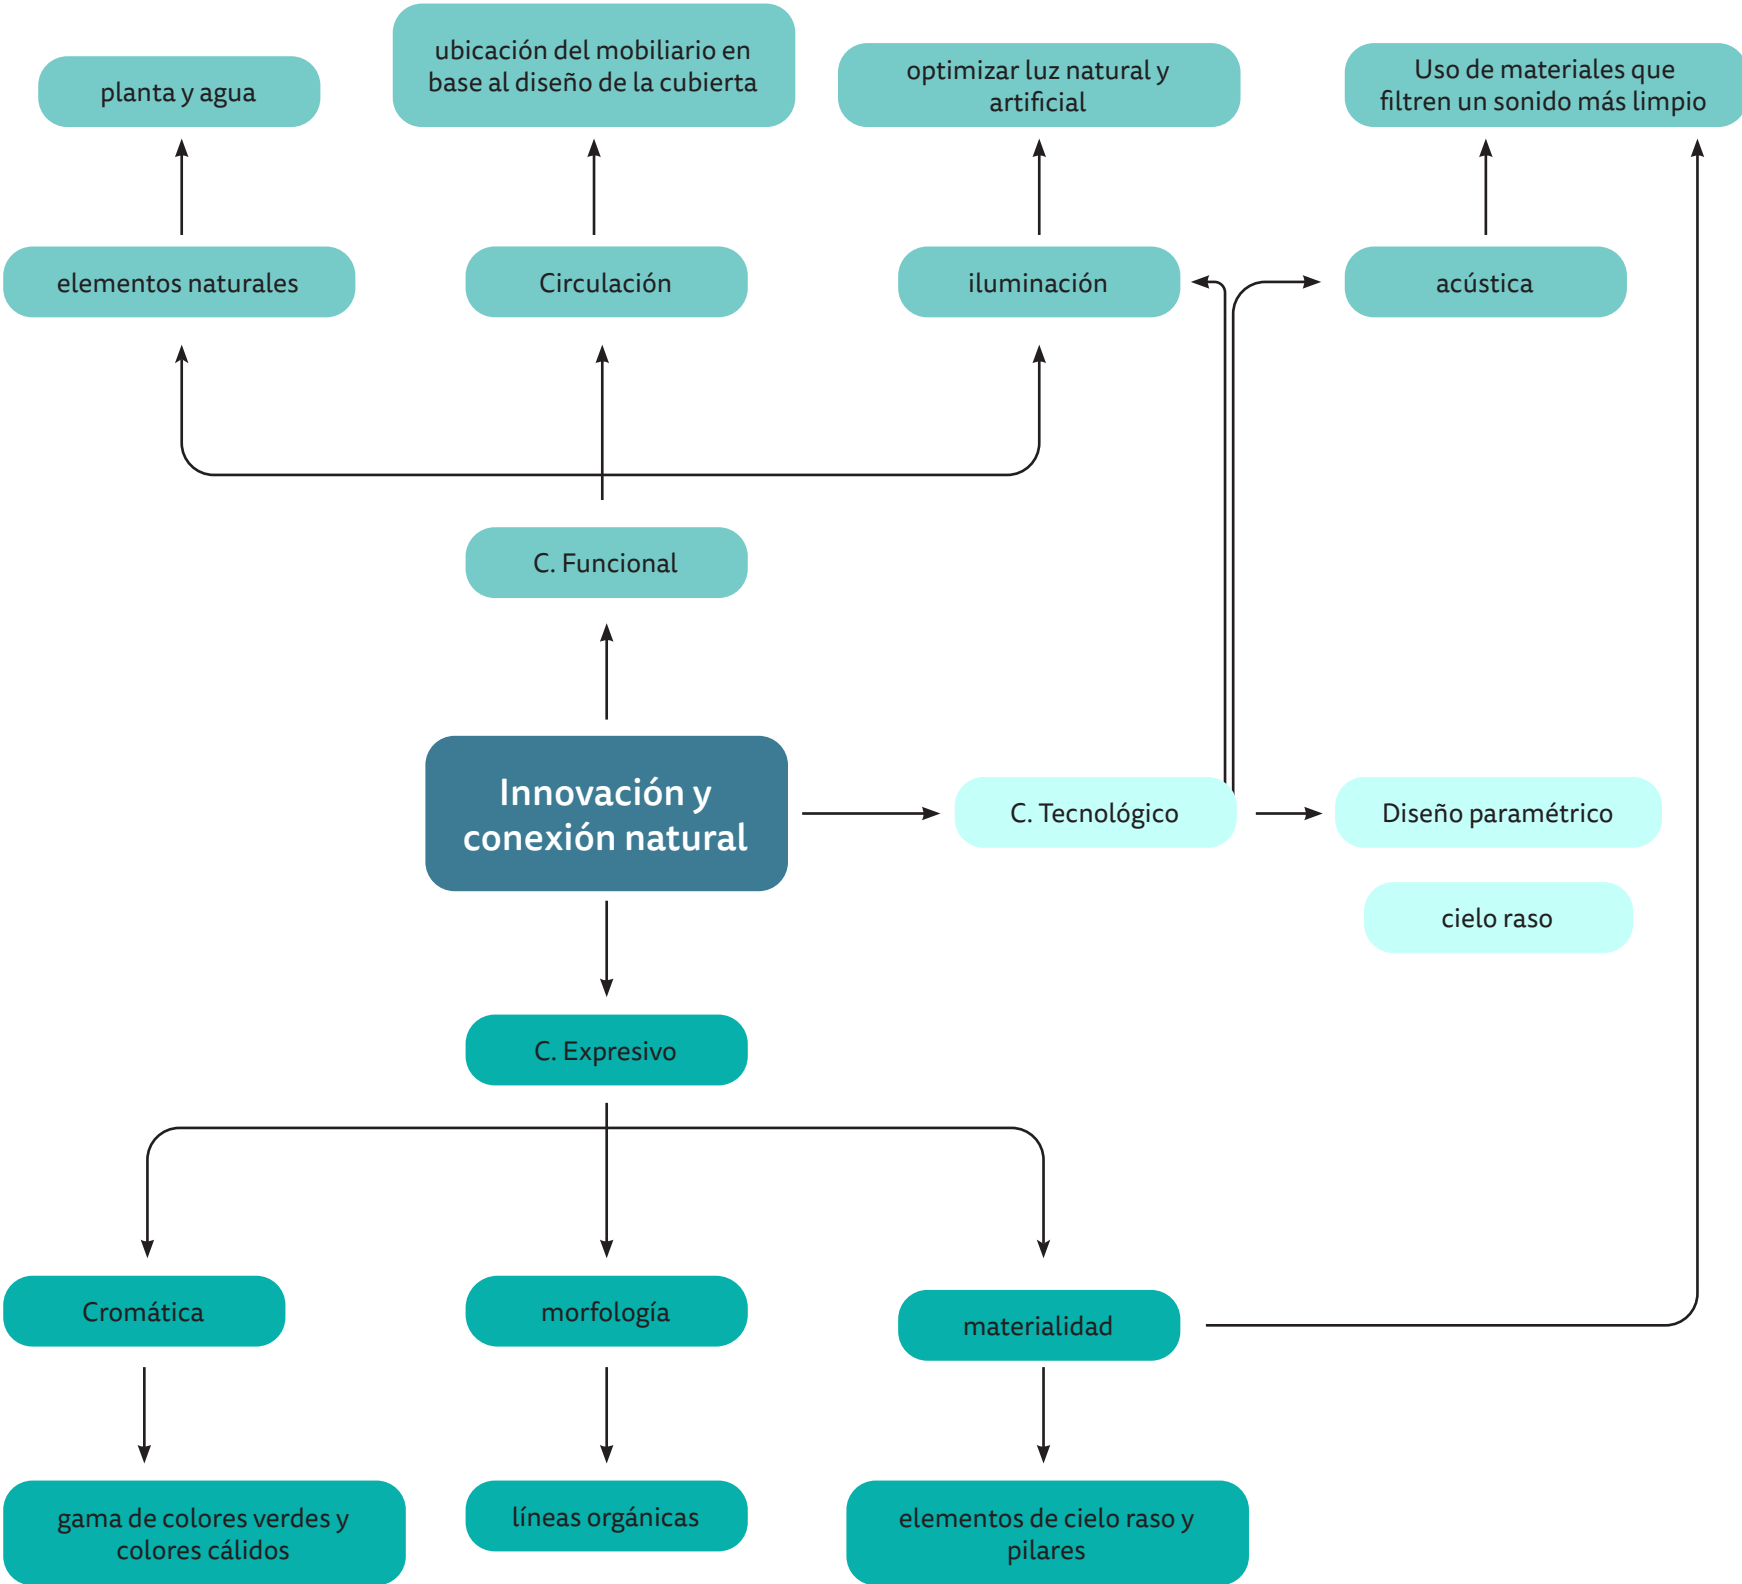 planta y agua
ubicación del mobiliario en
base al diseño de la cubierta
optimizar luz natural y
artificial
Uso de materiales que
filtren un sonido más limpio
elementos naturales
Circulación
iluminación
acústica
C. Funcional
Innovación y
conexión natural
C. Tecnológico
Diseño paramétrico
cielo raso
C. Expresivo
Cromática
morfología
materialidad
gama de colores verdes y
colores cálidos
líneas orgánicas
elementos de cielo raso y
pilares